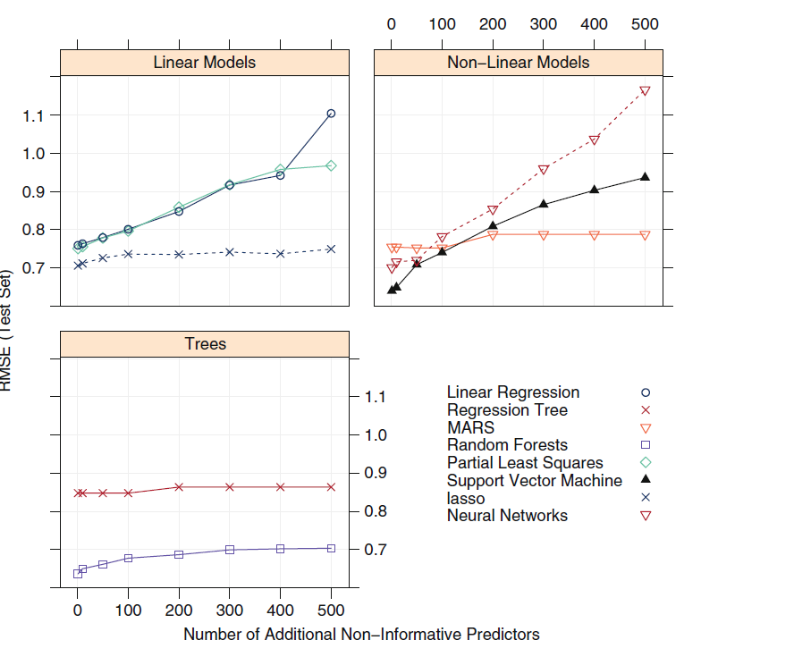 0 100 200 300 400 500
Linear Models
Non−Linear Models
1.1
1.0
0.9
0.8
0.7
RMSE (Test Set)
Trees
1.1
1.0
0.9
0.8
0.7
Linear Regression
Regression Tree
MARS
Random Forests
Partial Least Squares
Support Vector Machine
lasso
Neural Networks
0 100 200 300 400 500
Number of Additional Non−Informative Predictors